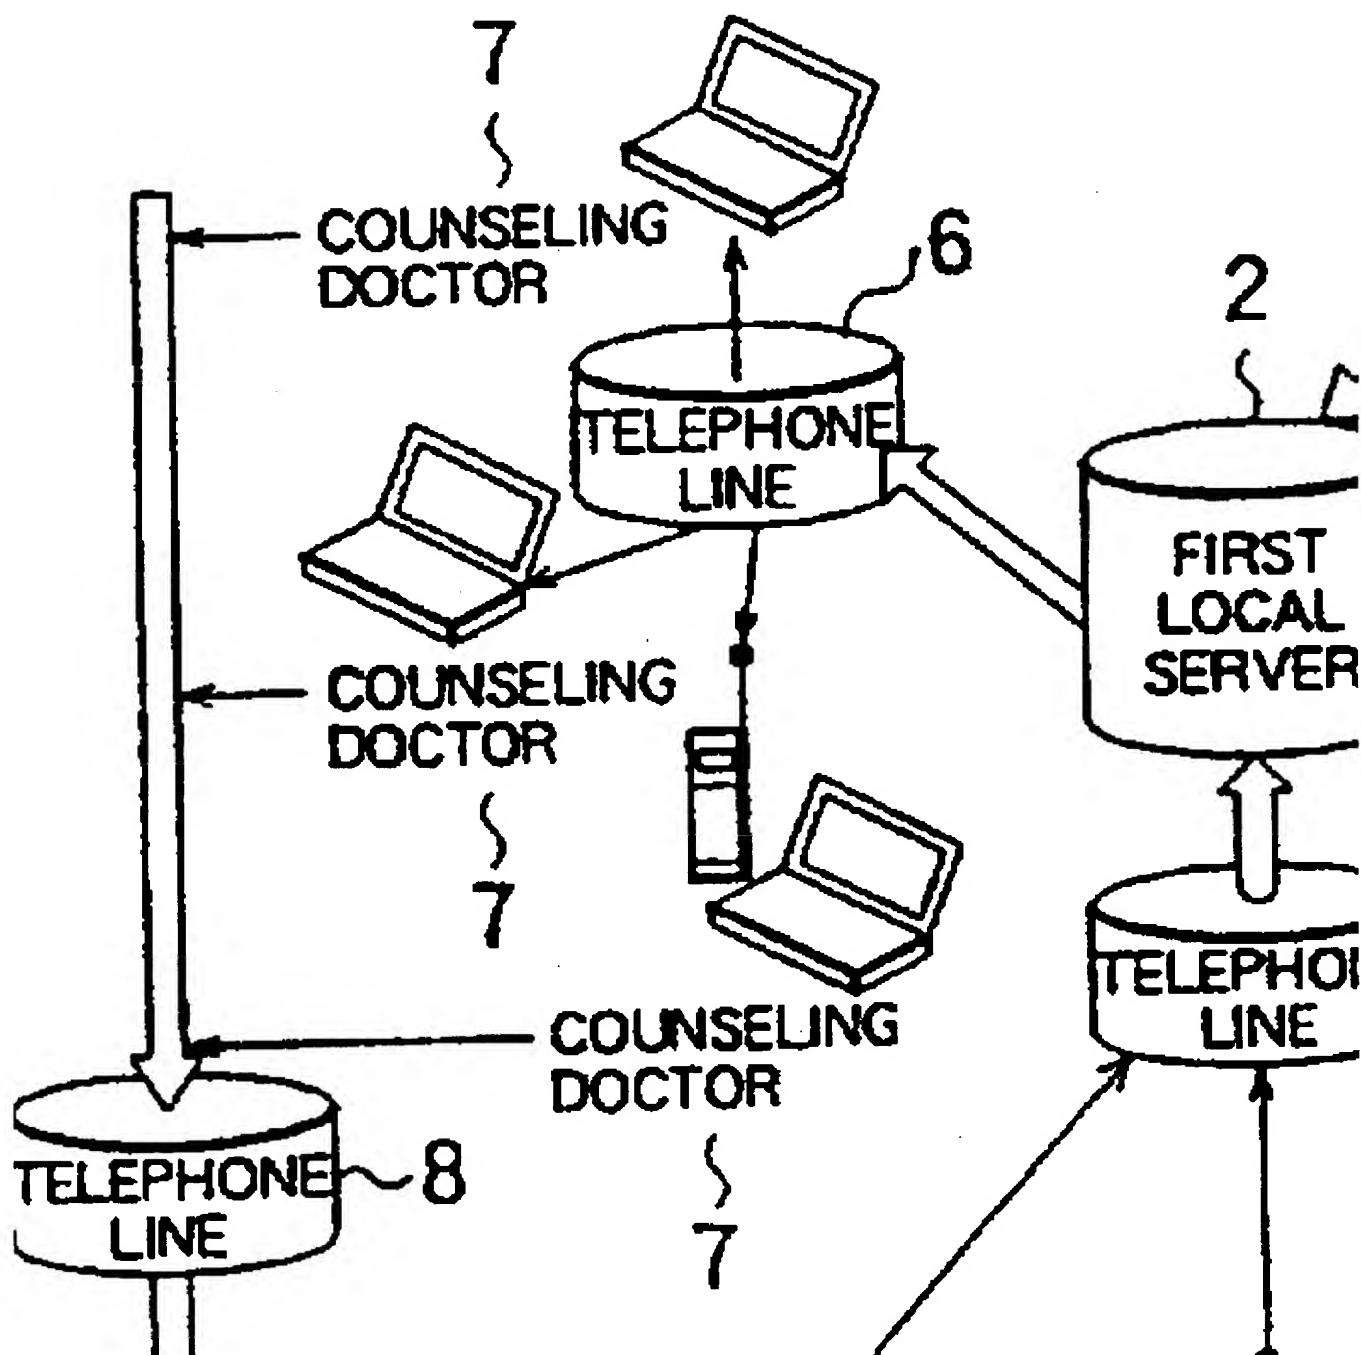 7
COUNSELING
DOCTOR
6
2
TELEPHONE
LINE
FIRST
LOCAL
SERVER
COUNSELING
DOCTOR
7
TELEPHO
LINE
COUNSELING
DOCTOR
7
TELEPHONE
LINE
8